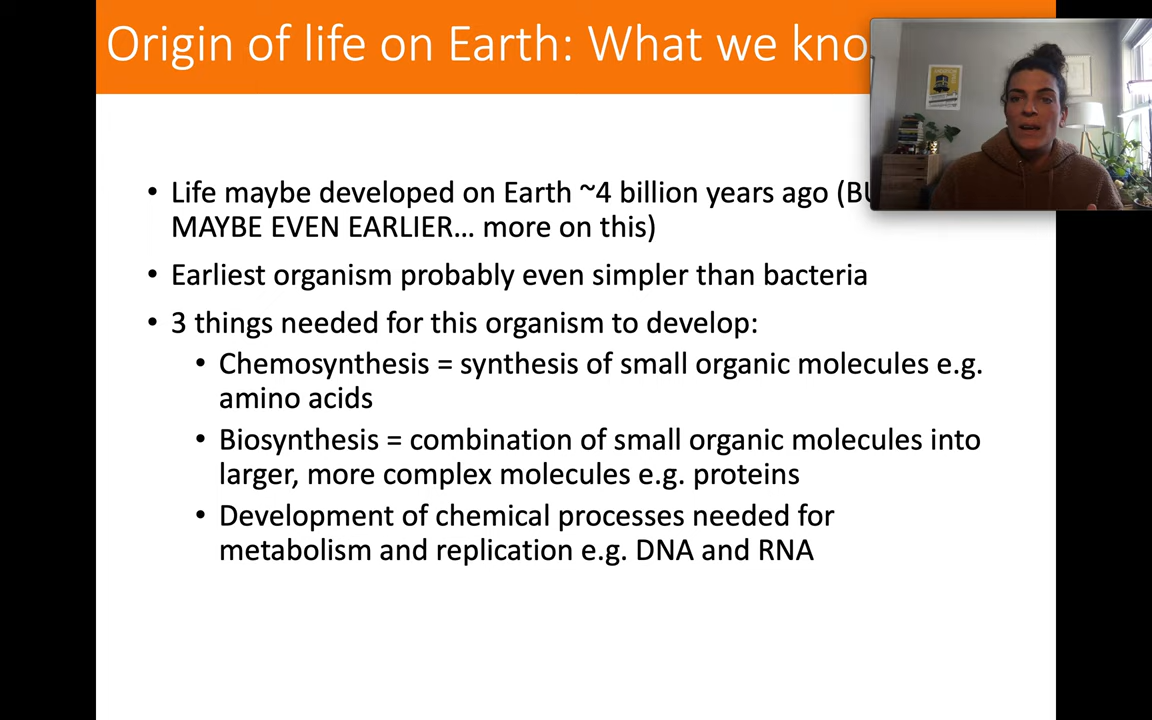 Origin of life on Earth: What we
• Life maybe developed on Earth ~4 billion years ago
MAYBE EVEN EARLIER… more on this)
• Earliest organism probably even simpler than bacteria
• 3 things needed for this organism to develop:
• Chemosynthesis = synthesis of small organic molecules e.g.
amino acids
• Biosynthesis = combination of small organic molecules into
larger, more complex molecules e.g. proteins
• Development of chemical processes needed for
metabolism and replication e.g. DNA and RNA